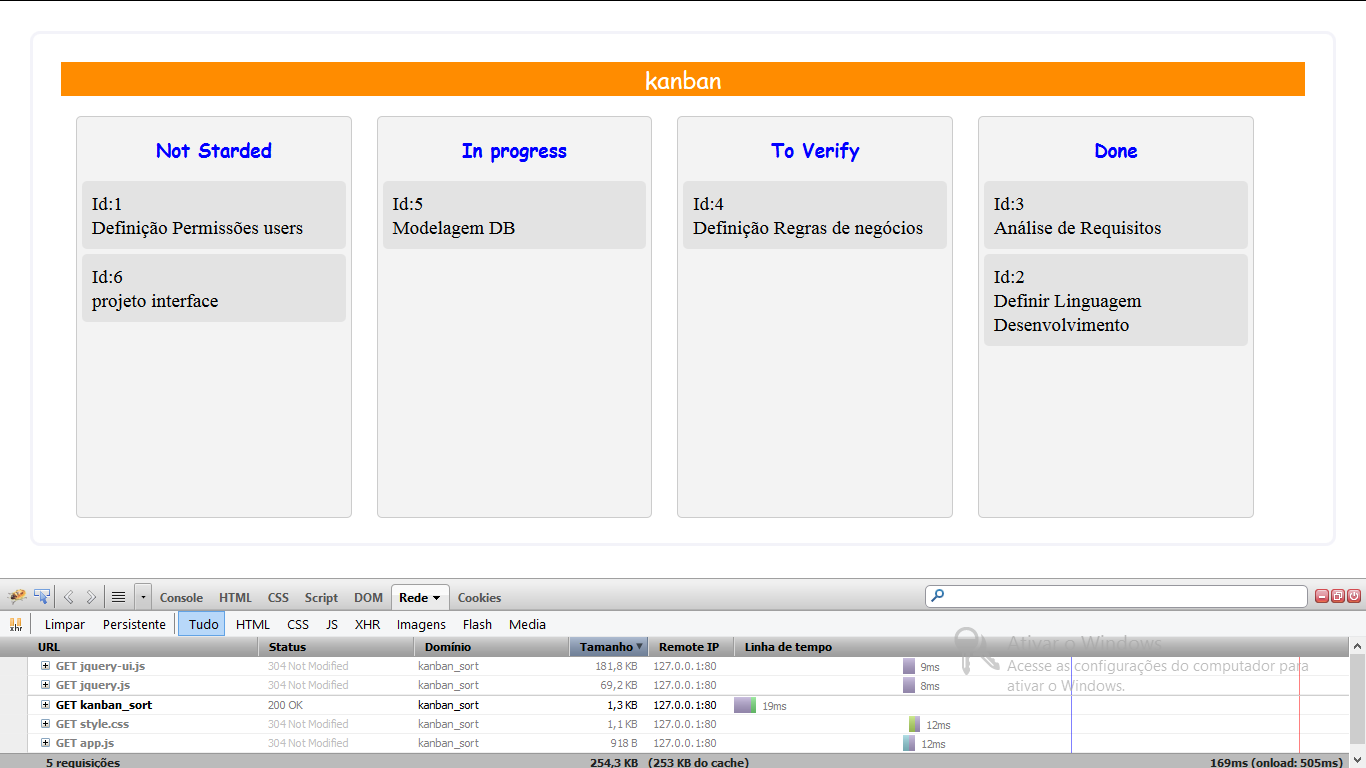 kanban
Not Starded
Id:1
Definição Permissões users
Id:6
projeto interface
In progress
Id:5
Modelagem DB
To Verify
Id:4
Definição Regras de negócios
Done
Id:3
Análise de Requisitos
Id:2
Definir Linguagem
Desenvolvimento
Console HTML CSS Script DOM Rede Cookies
xhr Limpar Persistente Tudo HTML CSS JS XHR Imagens Flash Media
URL Status Domínio Tamanho Remote IP Linha de tempo
GET jquery-ui.js 304 Not Modified kanban_sort 181,8 KB 127.0.0.1:80 9ms
GET jquery.js 304 Not Modified kanban_sort 69,2 KB 127.0.0.1:80 8ms
GET kanban_sort 200 OK kanban_sort 1,3 KB 127.0.0.1:80 19ms
GET style.css 304 Not Modified kanban_sort 1,1 KB 127.0.0.1:80 12ms
GET app.js 304 Not Modified kanban_sort 918 B 127.0.0.1:80 12ms
5 requisições 254,3 KB (253 KB do cache) 169ms (onload: 505ms)
Ativar o Windows
Acesse as configurações do computador para
ativar o Windows.